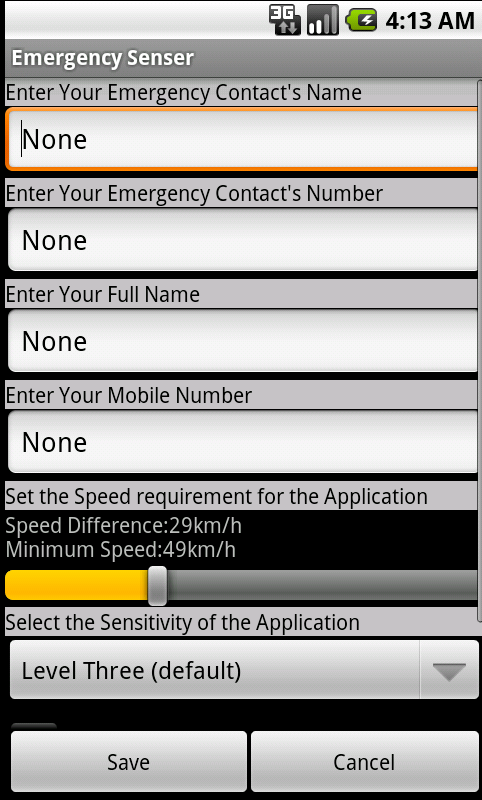 3G 4:13 AM
Emergency Senser
Enter Your Emergency Contact's Name
None
Enter Your Emergency Contact's Number
None
Enter Your Full Name
None
Enter Your Mobile Number
None
Set the Speed requirement for the Application
Speed Difference:29km/h
Minimum Speed:49km/h
Select the Sensitivity of the Application
Level Three (default)
Save Cancel